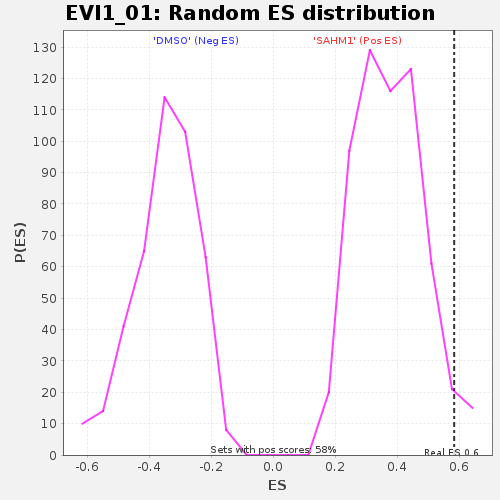 EVI1_01: Random ES distribution
'DMSO' (Neg ES)
'SAHM1' (Pos ES)
130
120
110
100
90
80
70
60
50
40
30
20
10
0
P(ES)
Sets with pos scores: 58%
Real ES 0.6
-0.6 -0.4 -0.2 0.0 0.2 0.4 0.6
ES